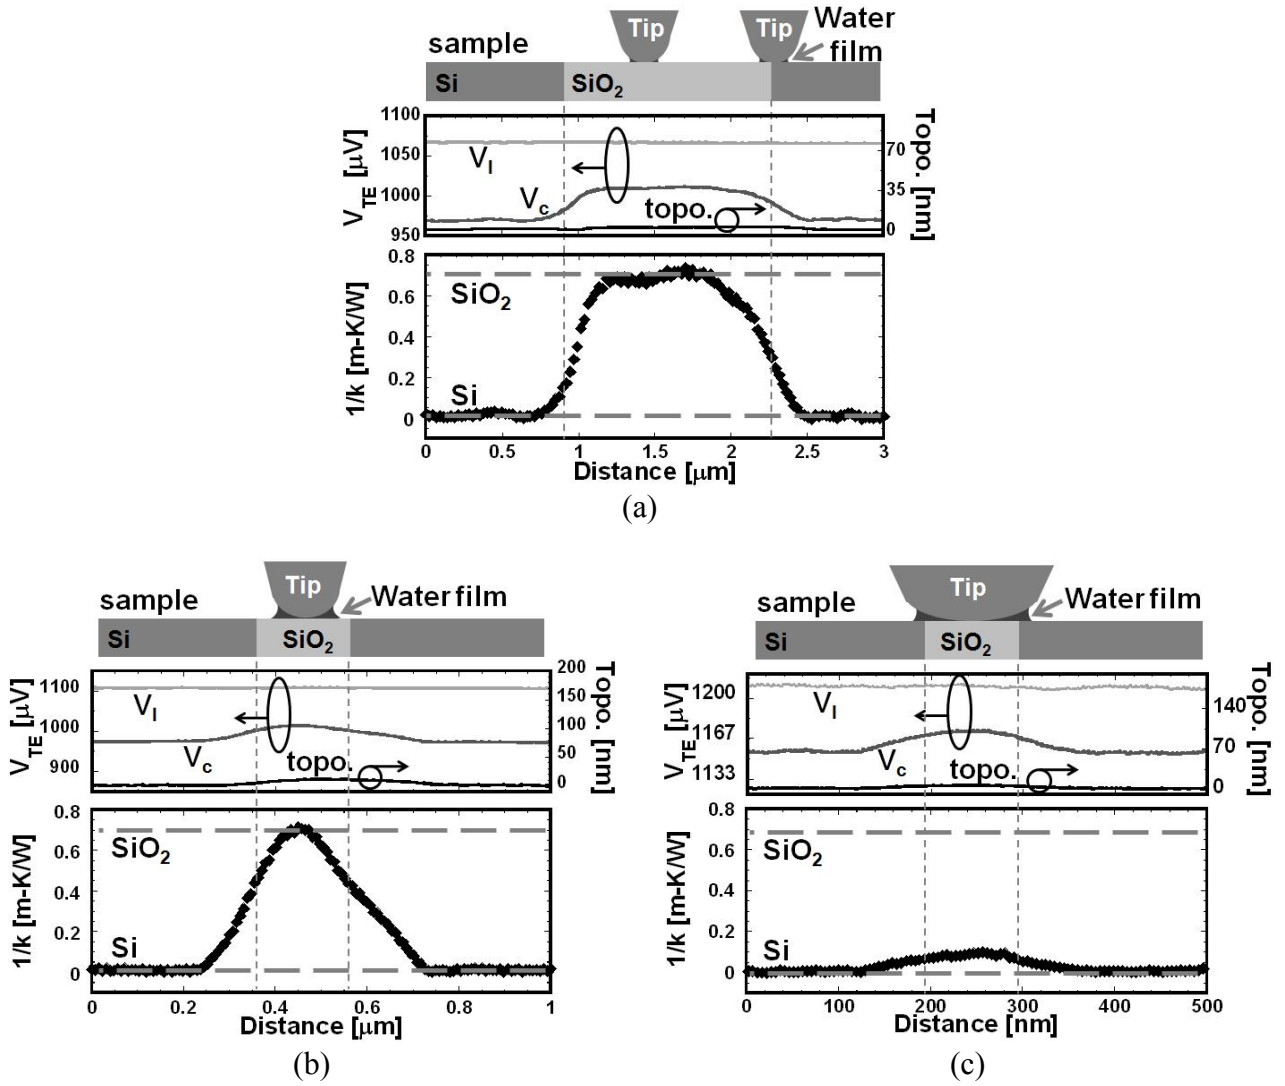 Tip
Tip
Water
film
sample
Si
SiO2
1100
1050
1000
950
VTE [μV]
Vl
Vc
topo.
70
35
0
Topo. [nm]
0.8
0.6
0.4
0.2
0
1/k [m-K/W]
SiO2
Si
0 0.5 1 1.5 2 2.5 3
Distance [μm]
(a)
Tip
Water film
sample
Si
SiO2
1100
1000
900
VTE [μV]
Vl
Vc
topo.
200
150
100
50
0
Topo. [nm]
0.8
0.6
0.4
0.2
0
1/k [m-K/W]
SiO2
Si
0 0.2 0.4 0.6 0.8 1
Distance [μm]
(b)
Tip
Water film
sample
Si
SiO2
1200
1167
1133
VTE [μV]
Vl
Vc
topo.
140
70
0
Topo. [nm]
0.8
0.6
0.4
0.2
0
1/k [m-K/W]
SiO2
Si
0 100 200 300 400 500
Distance [nm]
(c)